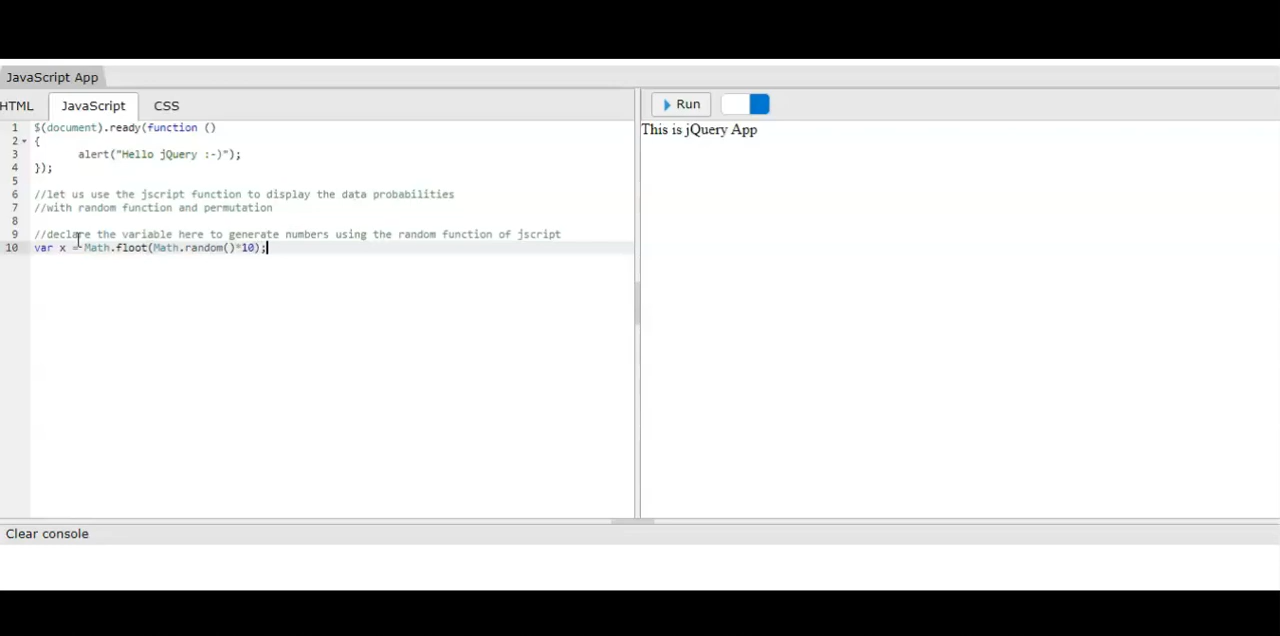 JavaScript App
HTML JavaScript CSS
Run
1 $(document).ready(function ()
2 {
3 alert("Hello jQuery :-)");
4 });
5
6 //let us use the jscript function to display the data probabilities
7 //with random function and permutation
8
9 //declare the variable here to generate numbers using the random function of jscript
10 var x = Math.floot(Math.random()*10);
This is jQuery App
Clear console